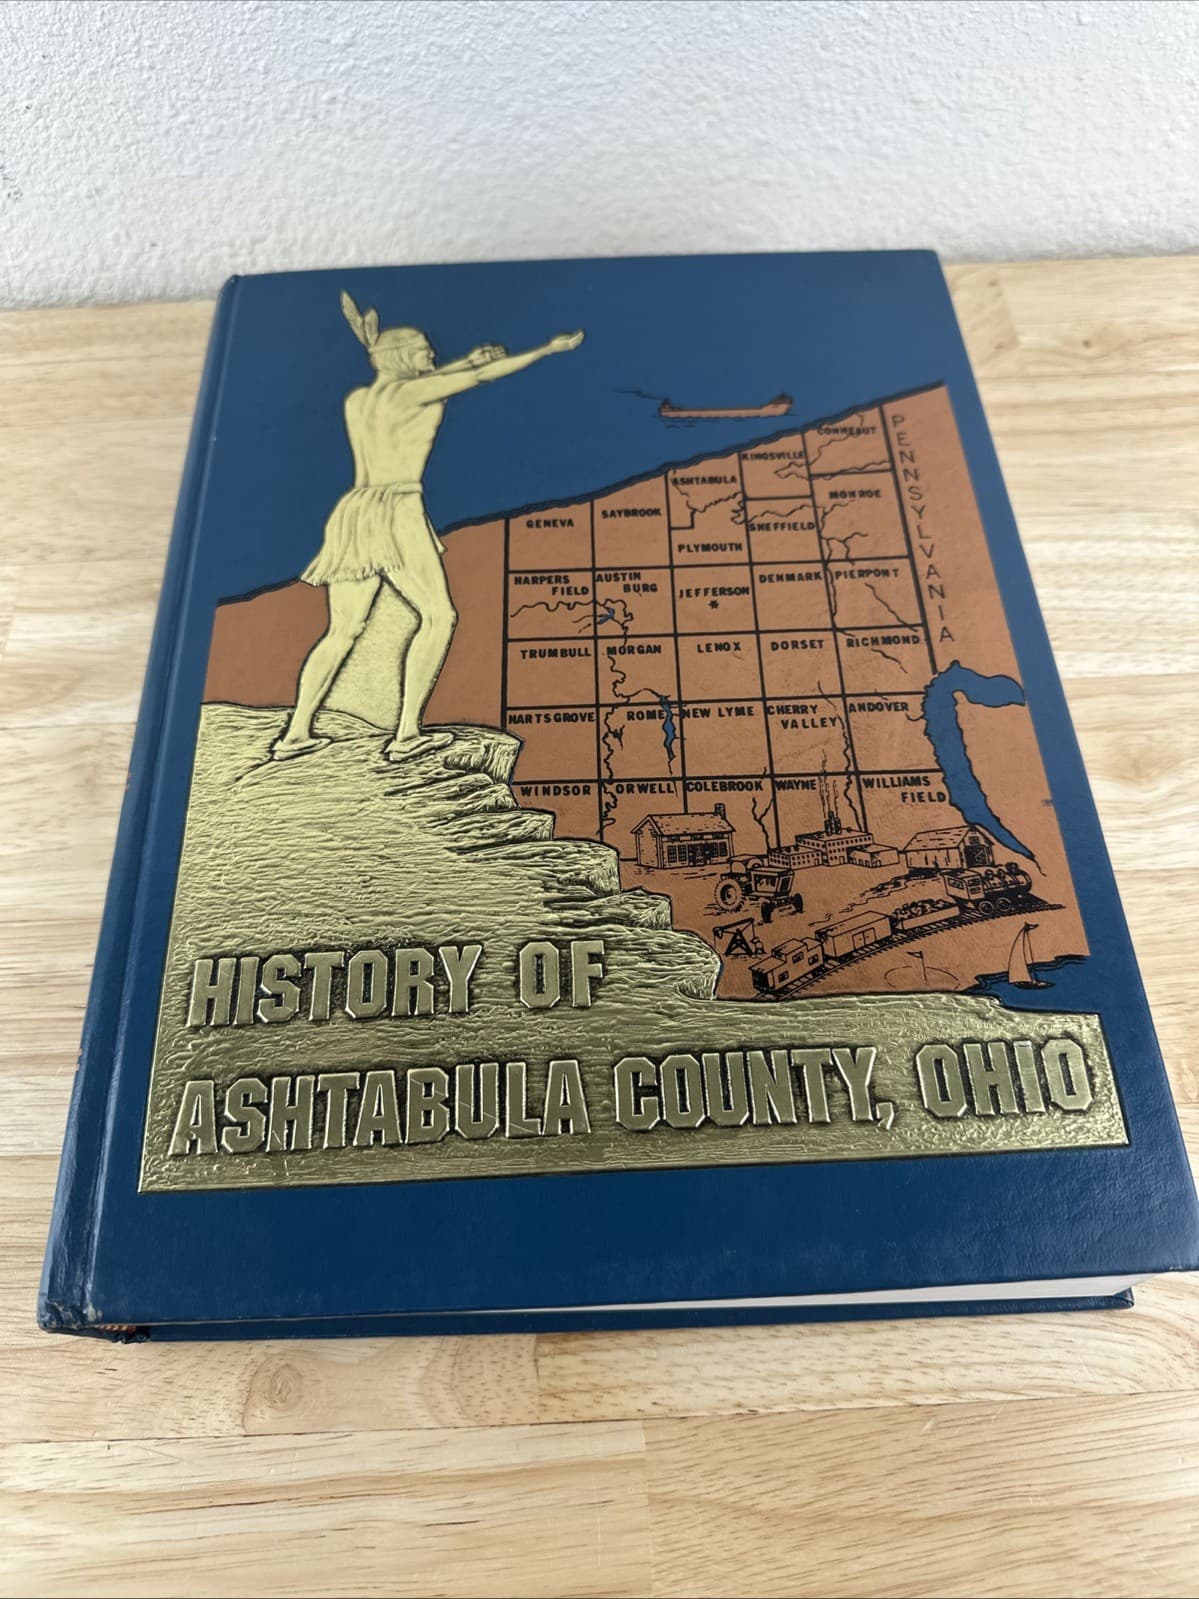 CONNEAUT
PENNSYLVANIA
KINGSVILLE
ASHTABULA
MONROE
GENEVA
SAYBROOK
SHEFFIELD
PLYMOUTH
HARPERS
FIELD
AUSTIN
BURG
JEFFERSON
*
DENMARK
PIERPONT
TRUMBULL
MORGAN
LENOX
DORSET
RICHMOND
HARTSGROVE
ROME
NEW LYME
CHERRY
VALLEY
ANDOVER
WINDSOR
ORWELL
COLEBROOK
WAYNE
WILLIAMS
FIELD
HISTORY OF
ASHTABULA COUNTY, OHIO